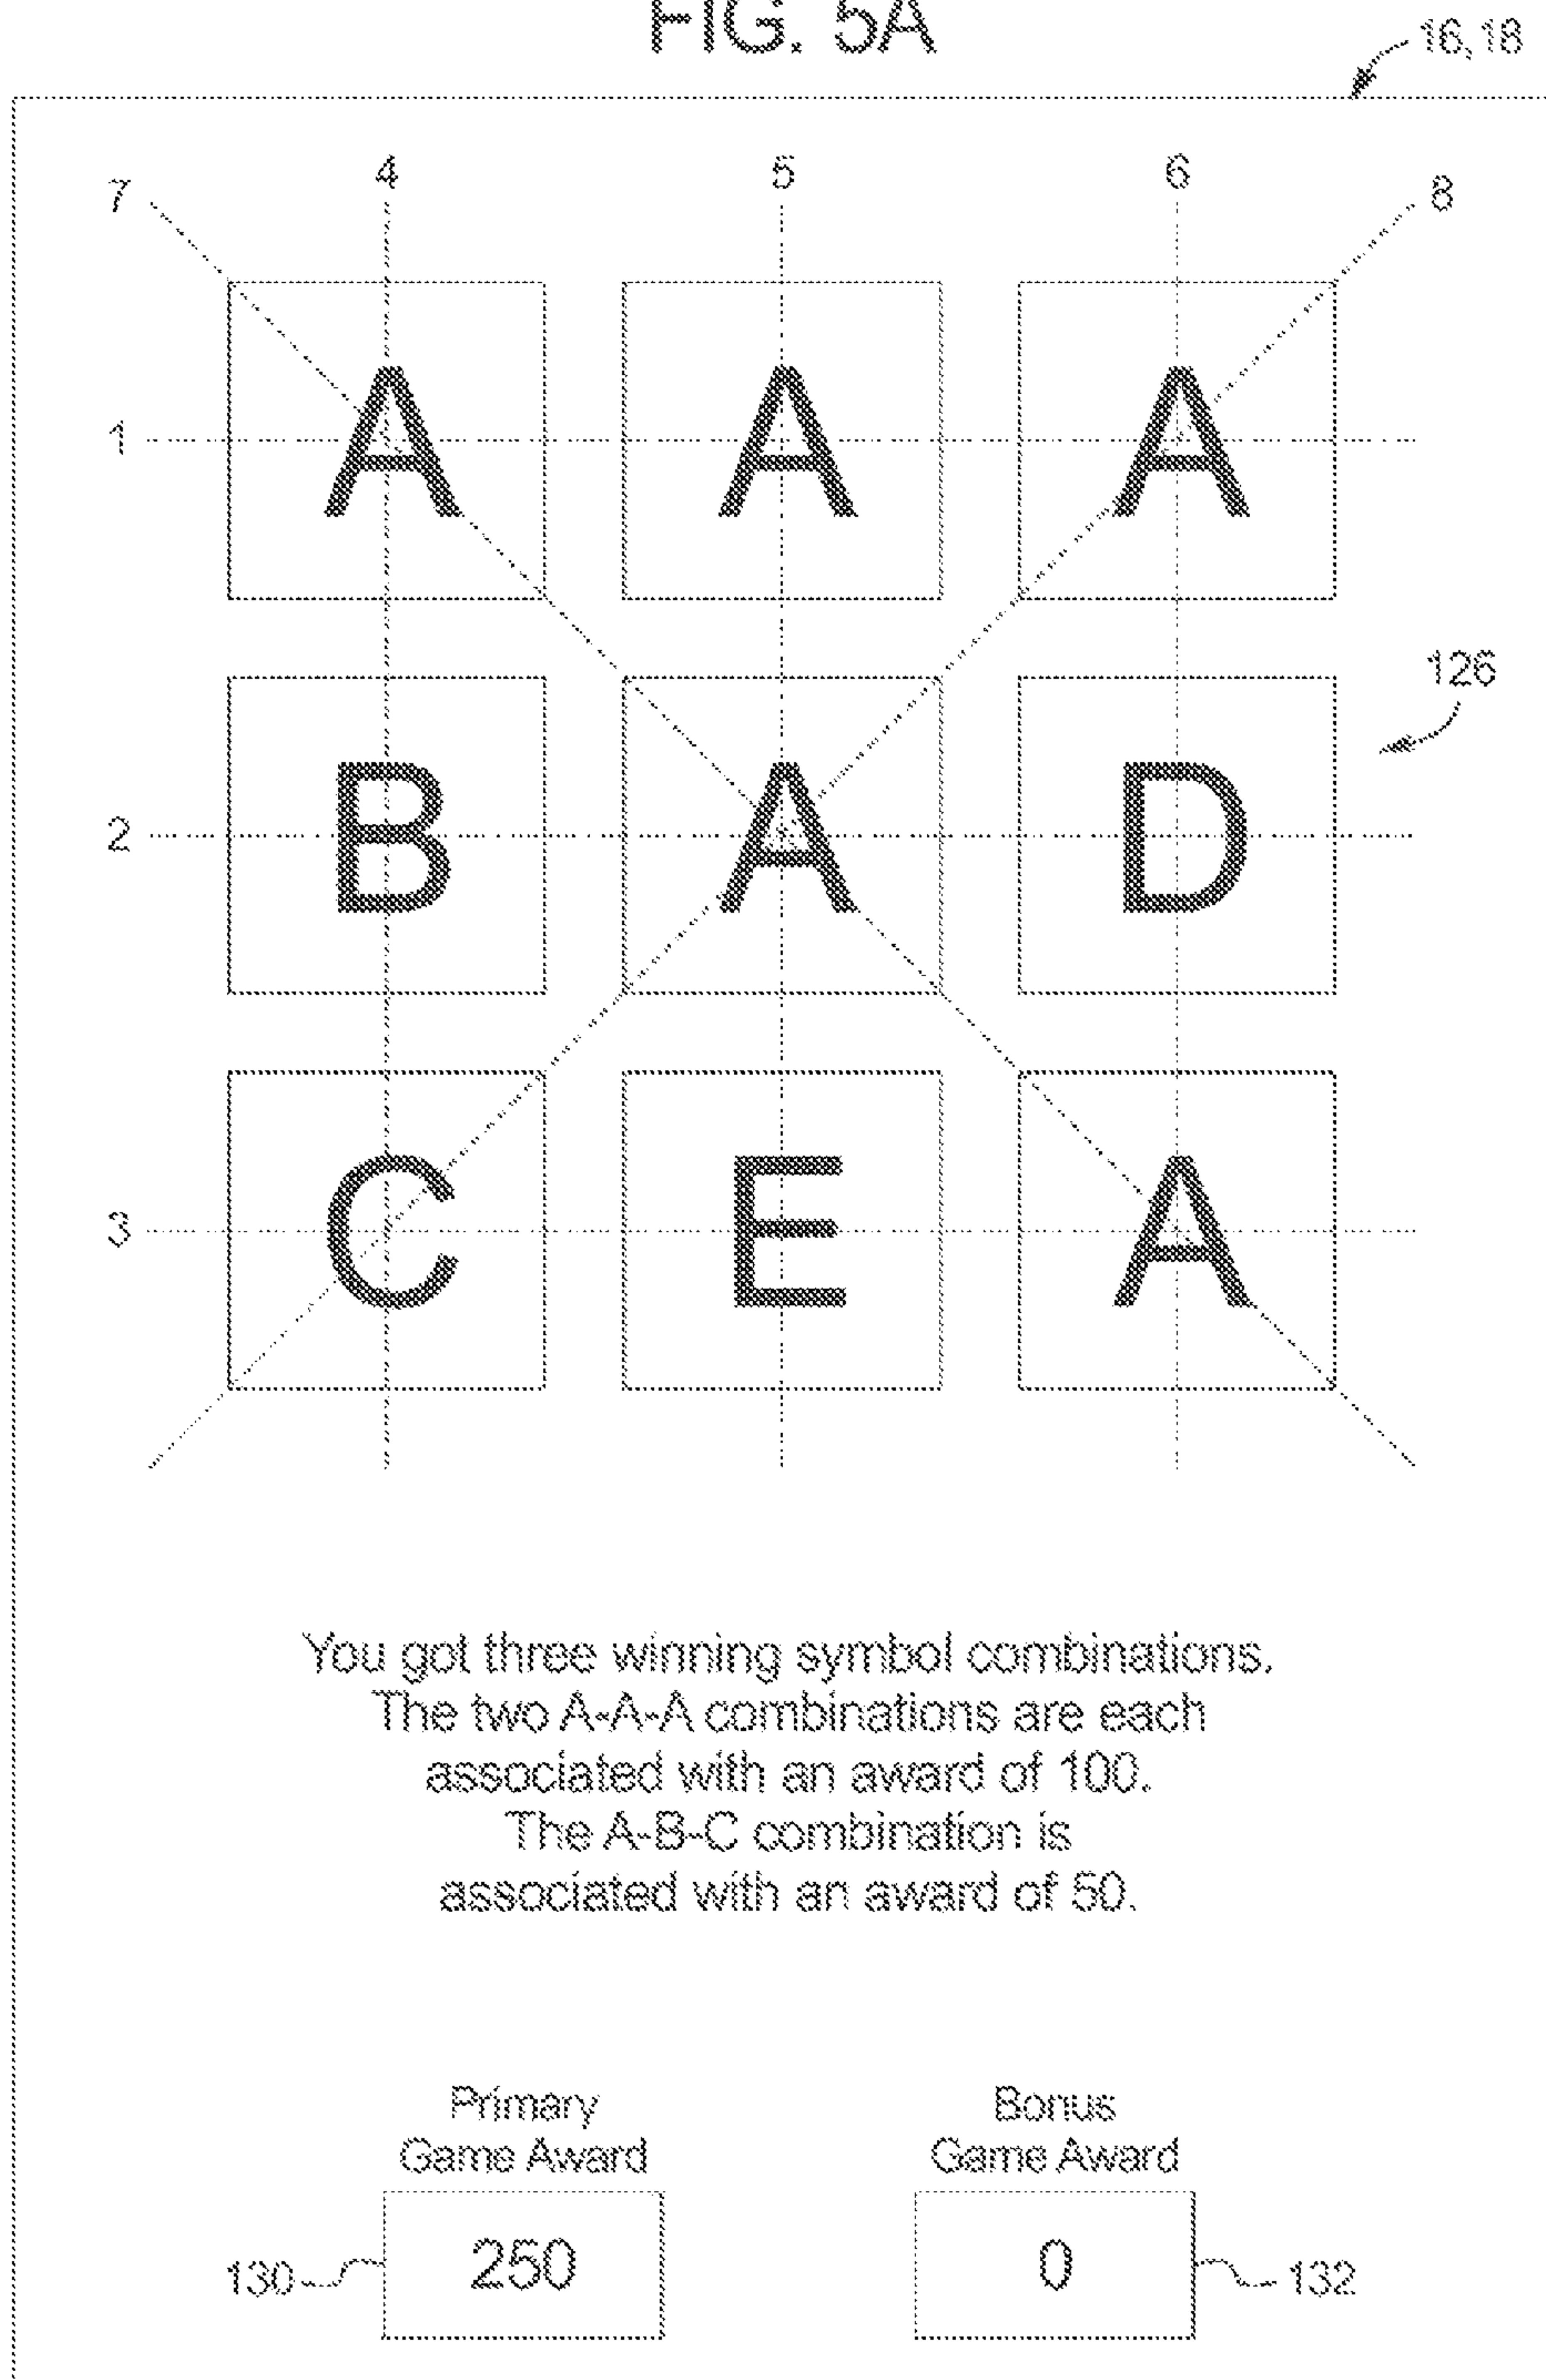 FIG. 5A
16,18
7 4 5 6 8
1 A A A
126
2 B A D
3 C E A
You got three winning symbol combinations.
The two A-A-A combinations are each
associated with an award of 100.
The A-B-C combination is
associated with an award of 50.
Primary Bonus
Game Award Game Award
130 250 0 132